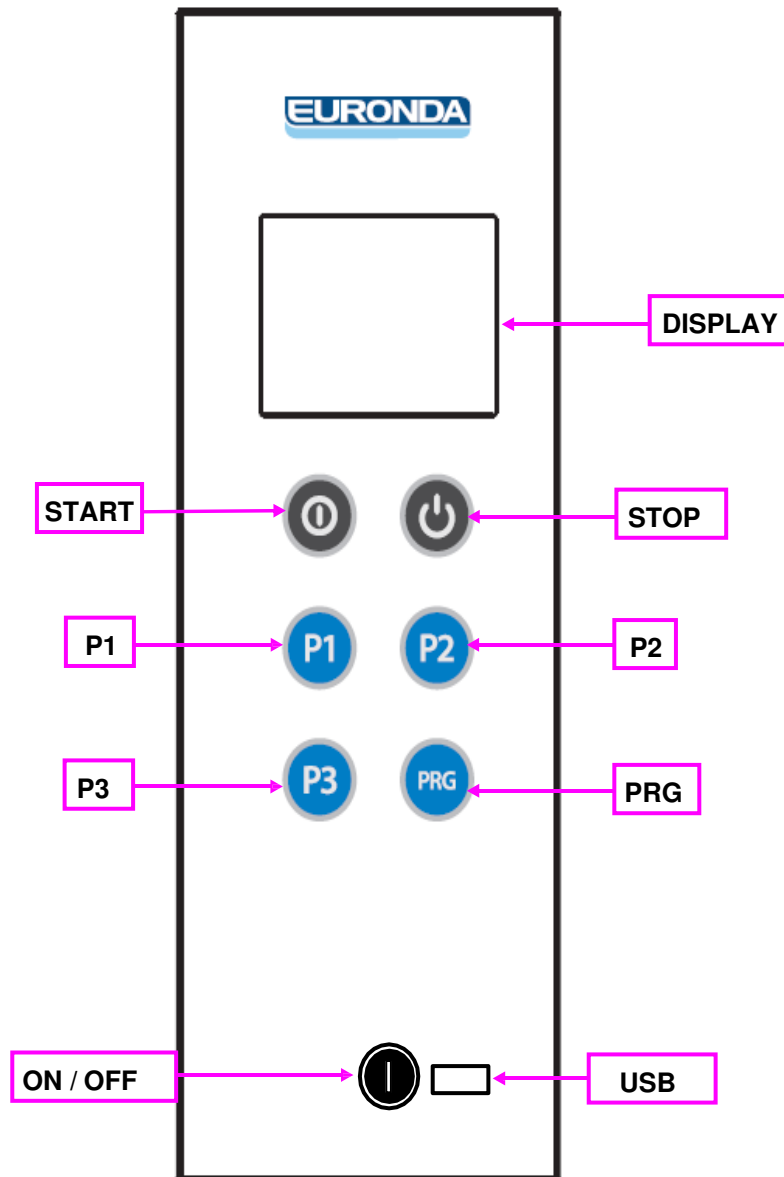 EURONDA
DISPLAY
START
STOP
P1
P1
P2
P2
P3
P3
PRG
PRG
ON / OFF
USB